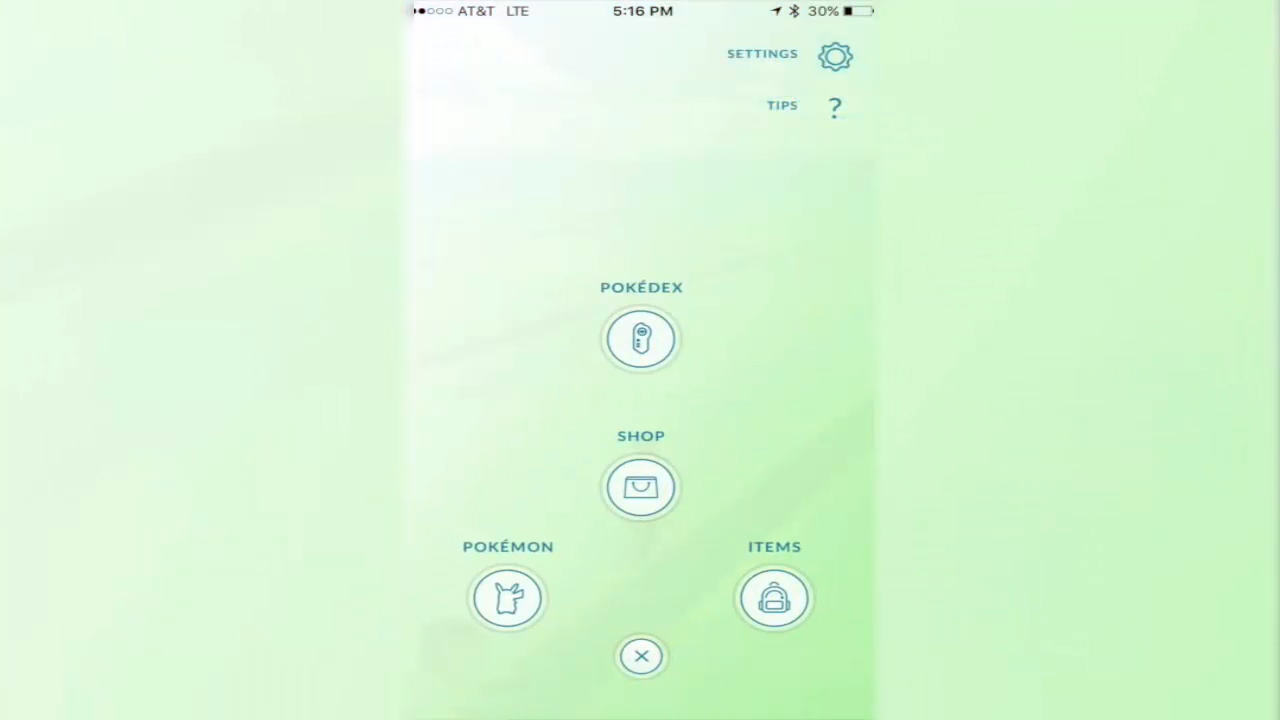 AT&T LTE 5:16 PM 30%
SETTINGS
TIPS ?
POKÉDEX
SHOP
POKÉMON ITEMS